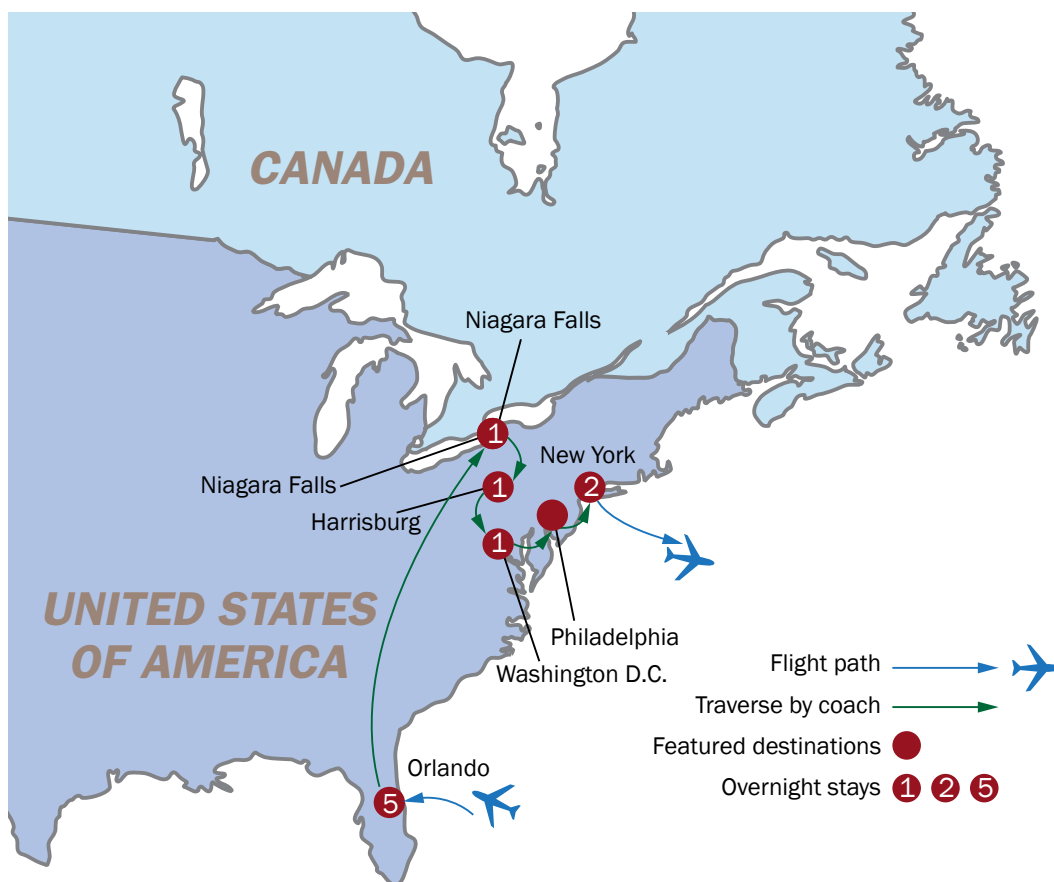 CANADA
Niagara Falls
1
New York
Niagara Falls
1
2
Harrisburg
1
UNITED STATES
OF AMERICA
Philadelphia
Washington D.C.
Orlando
5
Flight path
Traverse by coach
Featured destinations
Overnight stays 1 2 5